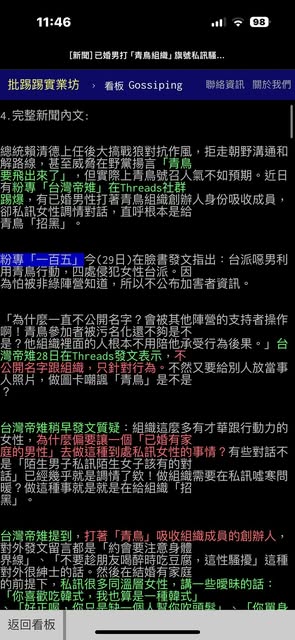 11:46
98
[新聞] 已婚男打「青鳥組織」旗號私訊騷...
批踢踢實業坊 › 看板 Gossiping 聯絡資訊 關於我們
4.完整新聞內文:
總統賴清德上任後大搞戰狼對抗作風，拒走朝野溝通和
解路線，甚至威脅在野黨揚言「青鳥
要飛出來了」，但實際上青鳥號召人氣不如預期。近日
有粉專「台灣帝雉」在Threads社群
踢爆，有已婚男性打著青鳥組織創辦人身份吸收成員，
卻私訊女性調情對話，直呼根本是給
青鳥「招黑」。
粉專「一百五」今(29日)在臉書發文指出：台派噁男利
用青鳥行動，四處侵犯女性台派。因
為怕被非綠陣營知道，所以不公布加害者資訊。
「為什麼一直不公開名字？會被其他陣營的支持者操作
啊！青鳥參加者被污名化還不夠是不
是？他組織裡面的人根本不用陪他承受行為後果。」台
灣帝雉28日在Threads發文表示，不
公開名字跟組織，只針對行為。不然又要給別人放當事
人照片，做圖卡嘲諷「青鳥」是不是
？
台灣帝雉稍早發文質疑：組織這麼多有才華跟行動力的
女性，為什麼偏要讓一個「已婚有家
庭的男性」去做這種到處私訊女性的事情？有些對話不
是「陌生男子私訊陌生女子該有的對
話」已經幾乎就是調情了欸！做組織需要在私訊噓寒問
暖？做這種事就是就是在給組織「招
黑」。
台灣帝雉提到，打著「青鳥」吸收組織成員的創辦人，
對外發文留言都是「約會要注意身體
界線」、「不要趁朋友喝醉時吃豆腐，這性騷擾」這種
對外很紳士的話。然後在結婚有家庭
的前提下，私訊很多同溫層女性，講一些曖昧的話：
「你喜歡吃韓式，我也算是一種韓式」
、「好正喔，你只是缺一個人幫你吹頭髮」、「你單身
返回看板